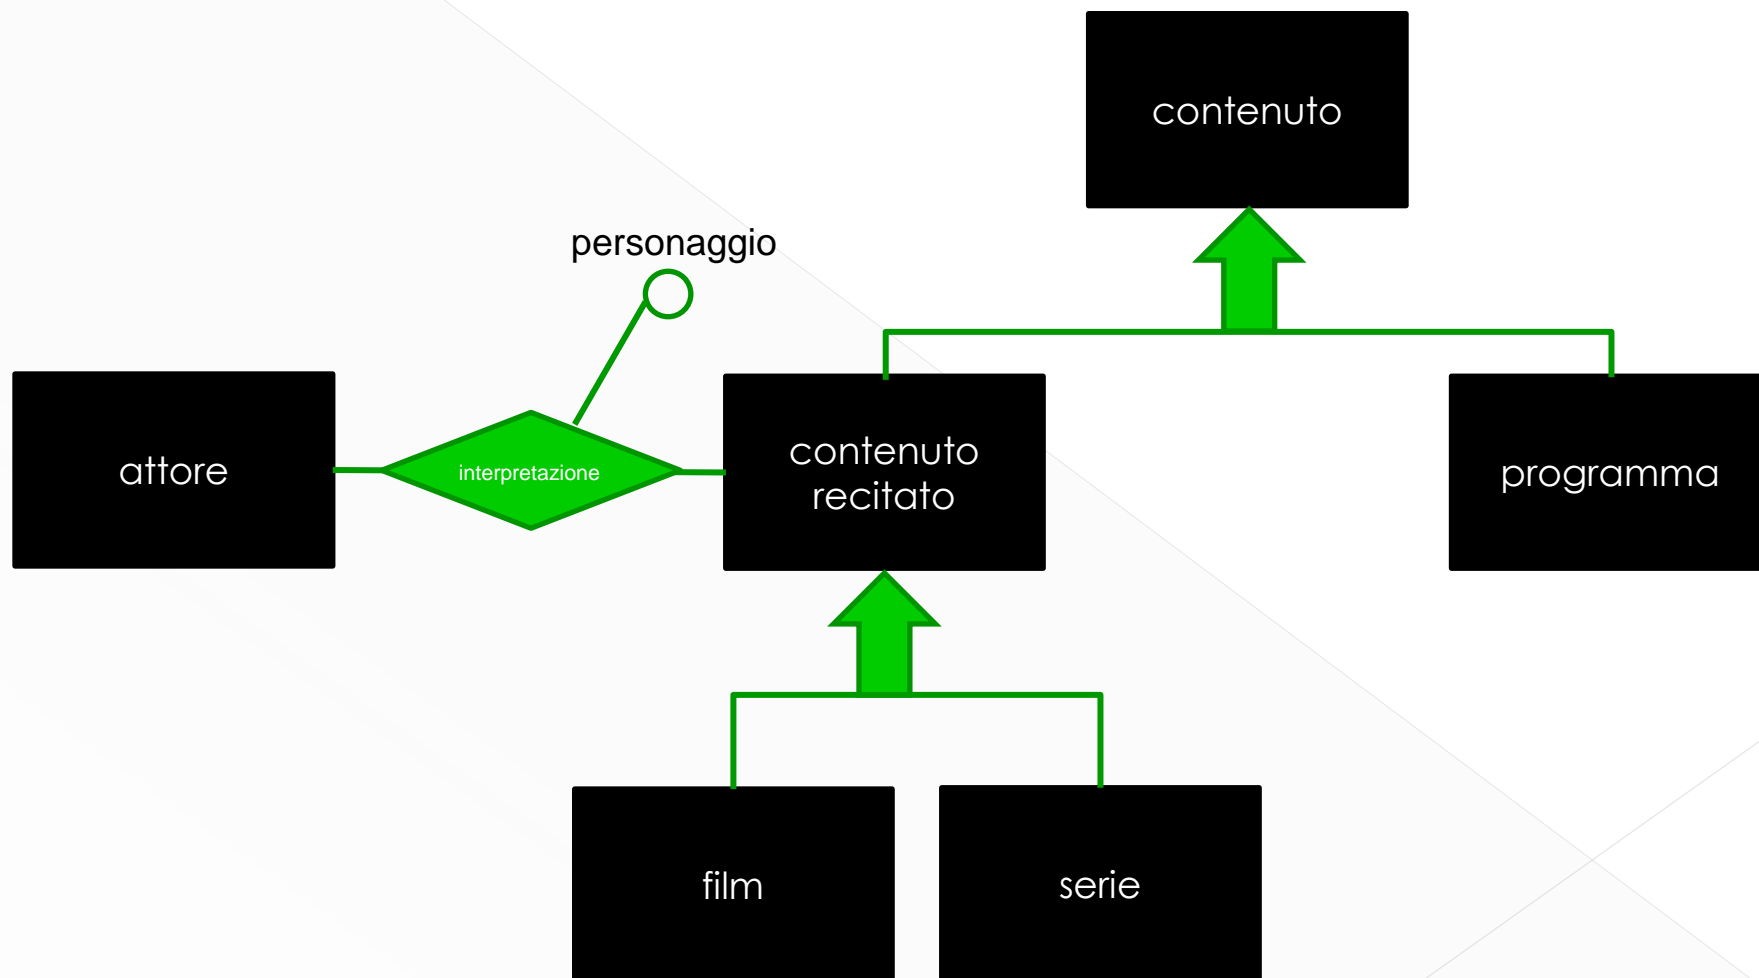 contenuto
personaggio
attore
interpretazione
contenuto
recitato
programma
film
serie